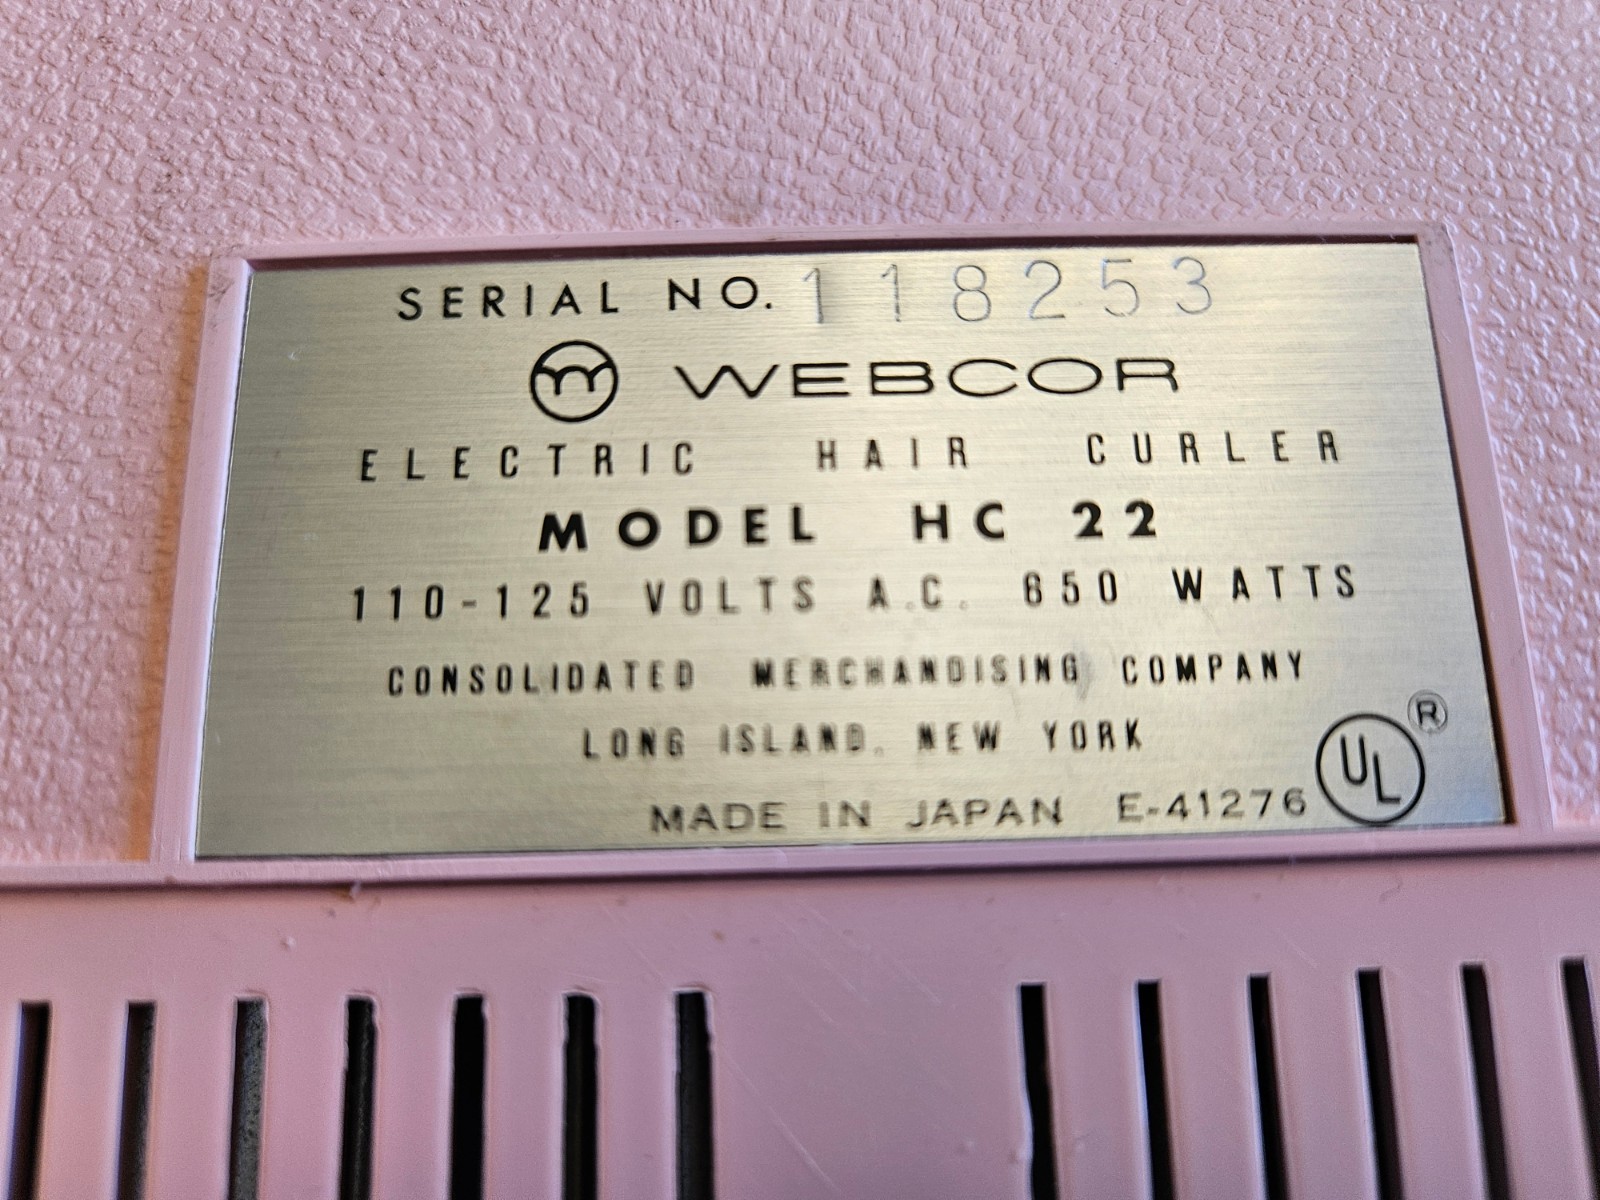 SERIAL NO. 118253
WEBCOR
ELECTRIC HAIR CURLER
MODEL HC 22
110-125 VOLTS A.C. 650 WATTS
CONSOLIDATED MERCHANDISING COMPANY
LONG ISLAND, NEW YORK
MADE IN JAPAN E-41276 UL ®